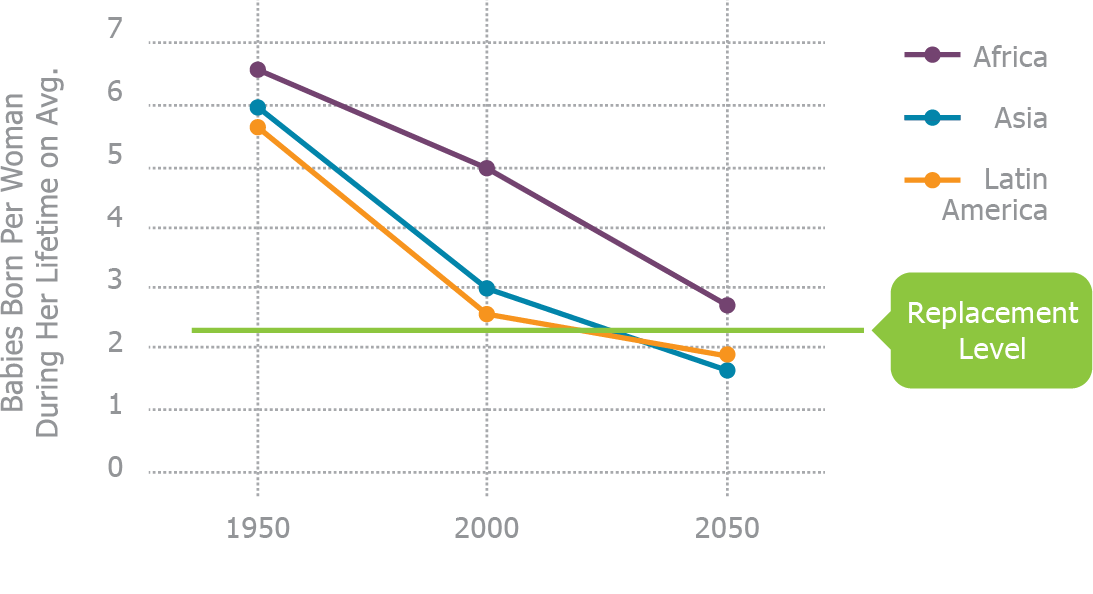 7
6
5
4
3
2
1
0
Babies Born Per Woman
During Her Lifetime on Avg.
1950
2000
2050
Africa
Asia
Latin
America
Replacement
Level